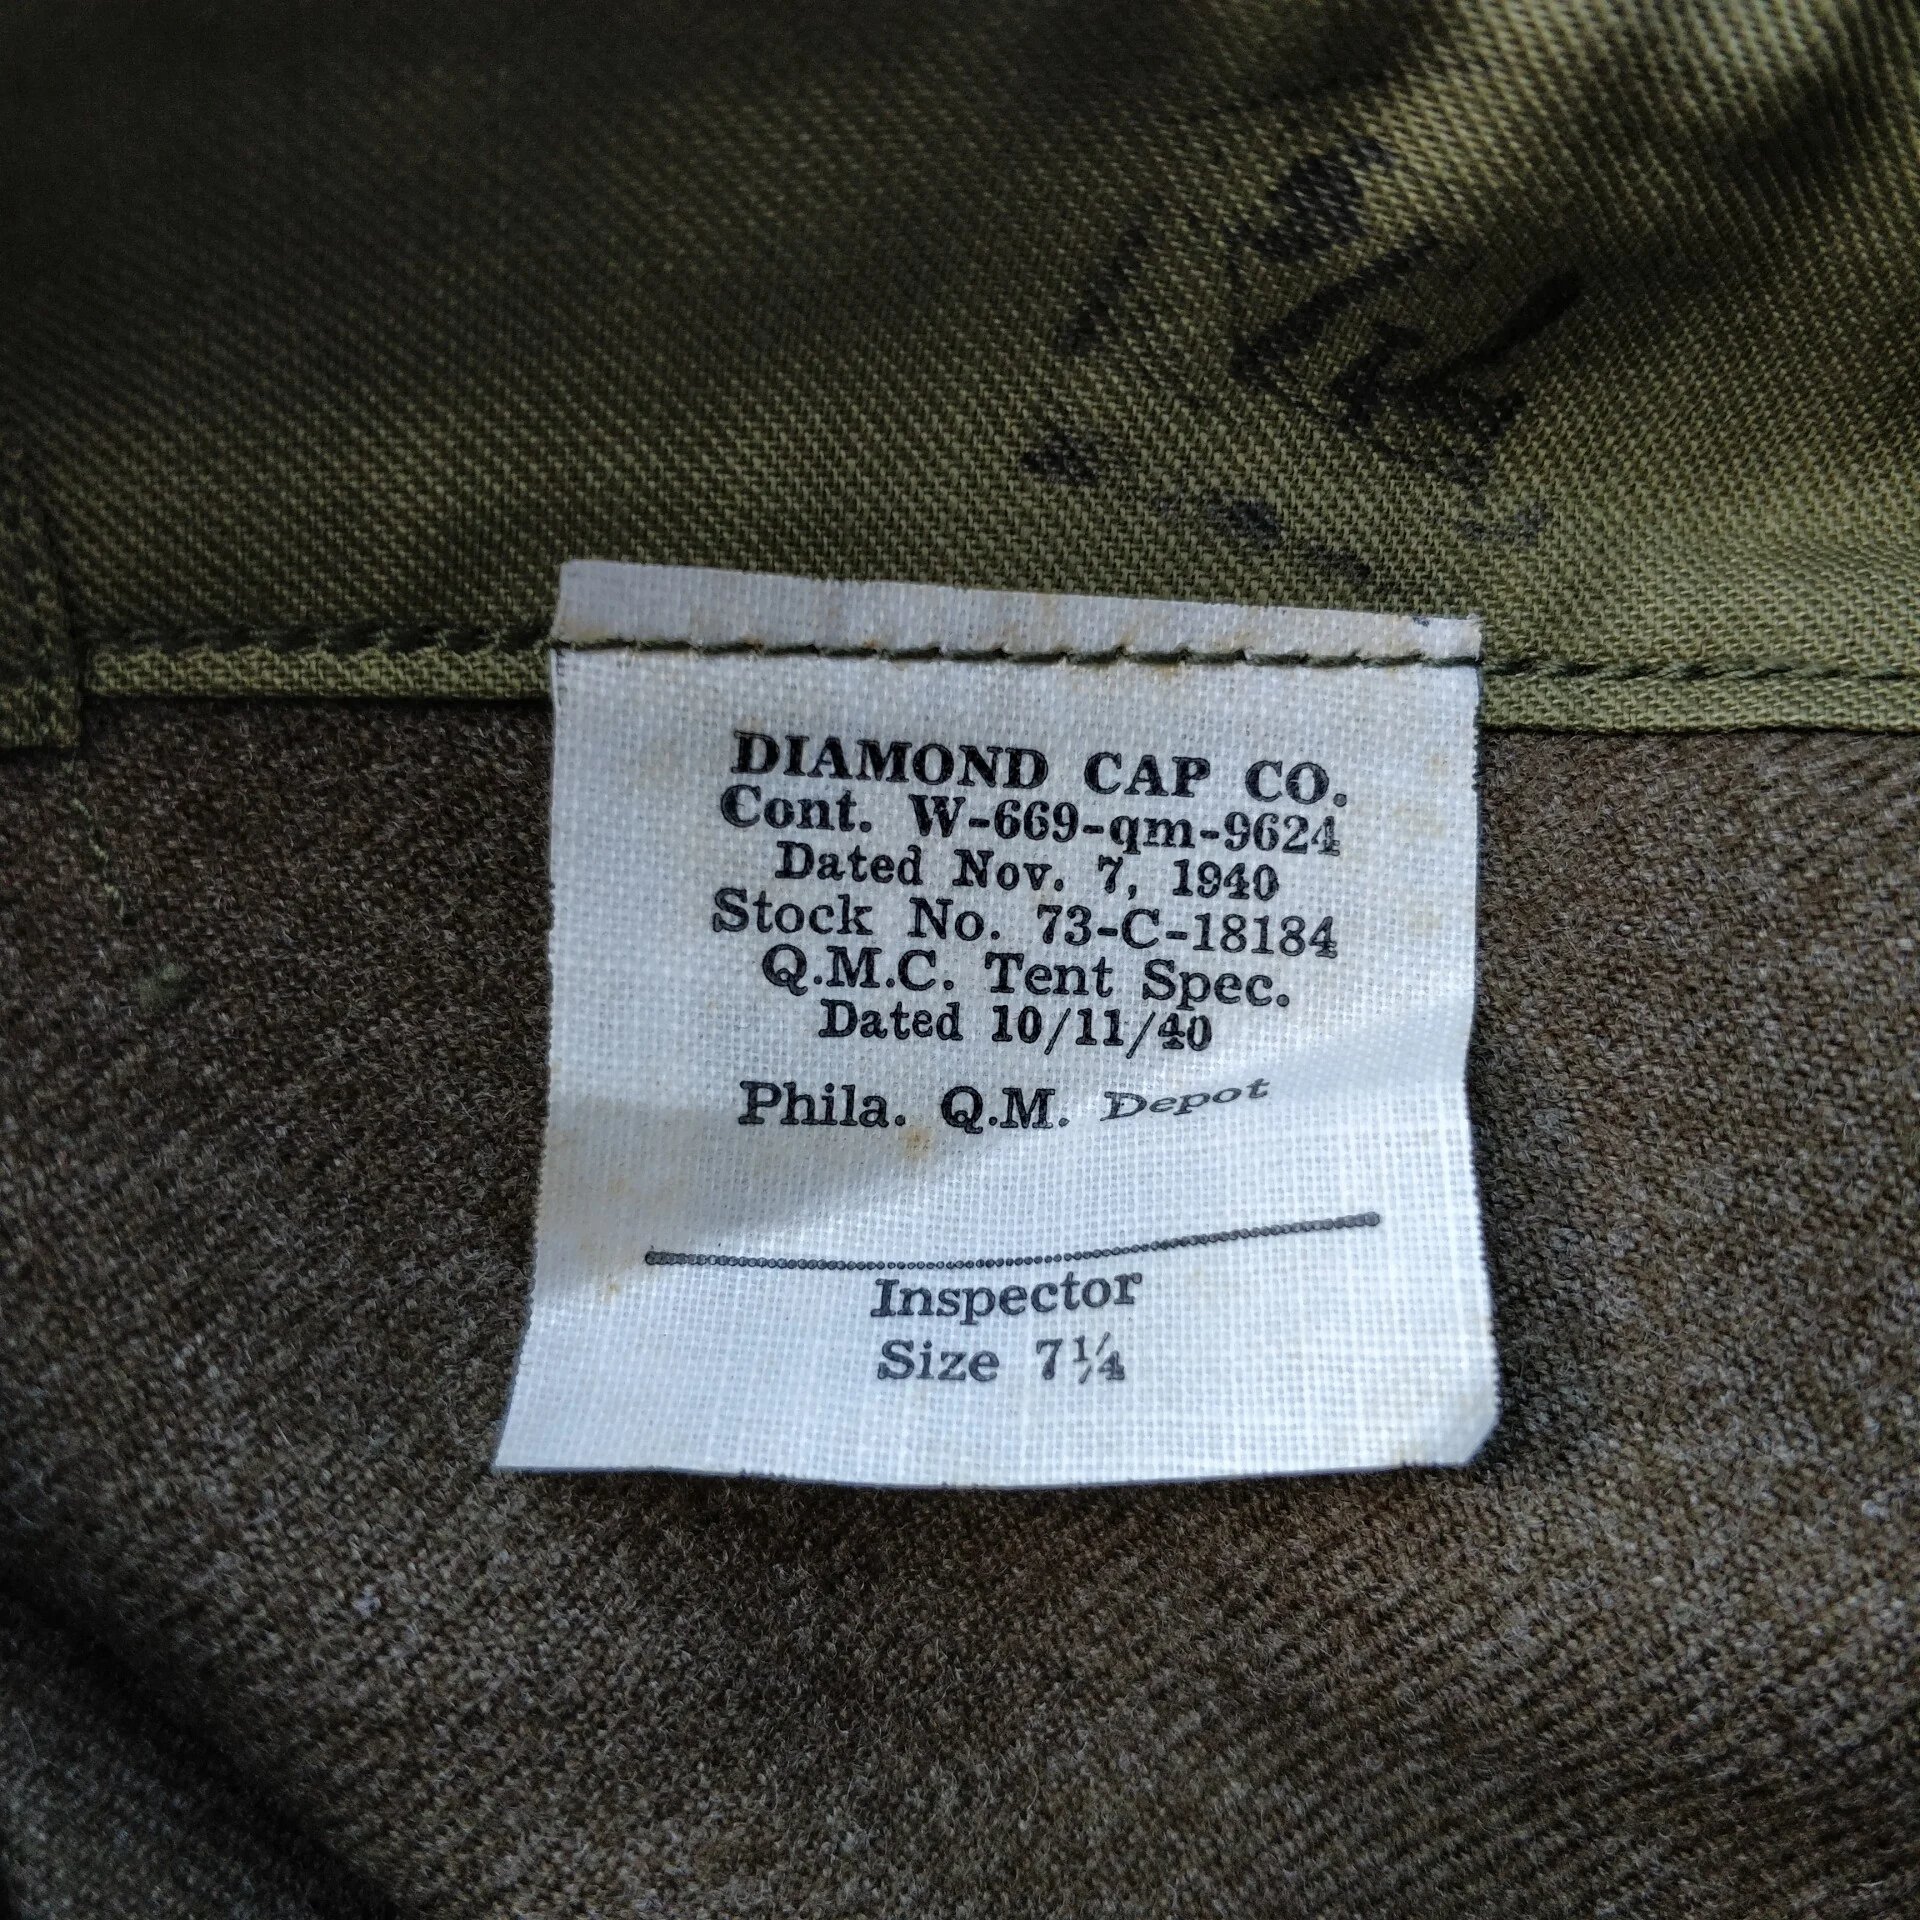 DIAMOND CAP CO.
Cont. W-669-qm-9624
Dated Nov. 7, 1940
Stock No. 73-C-18184
Q.M.C. Tent Spec.
Dated 10/11/40
Phila. Q.M. Depot
Inspector
Size 7¼